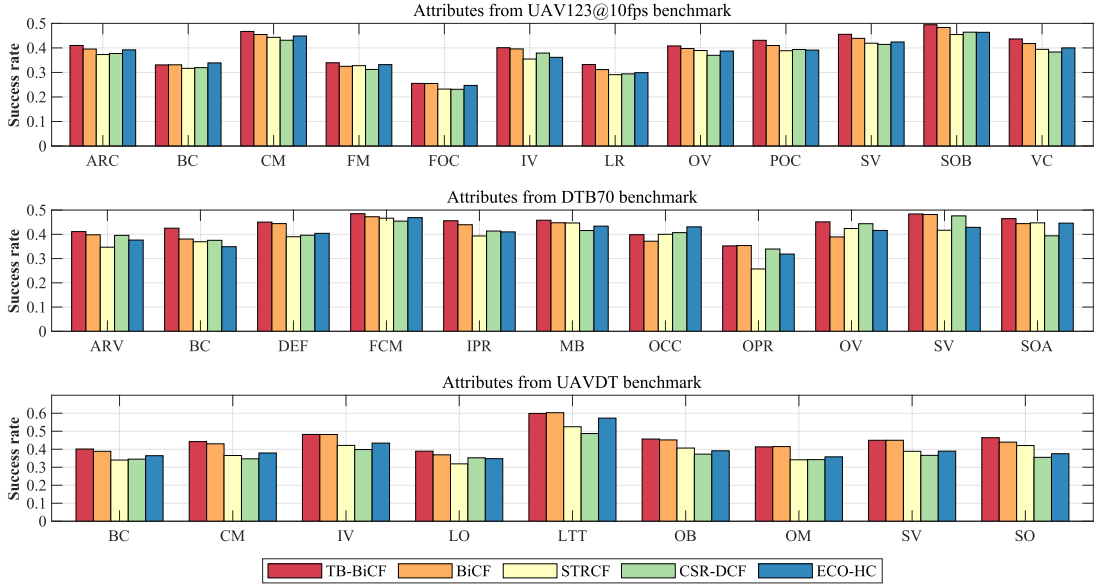 Attributes from UAV123@10fps benchmark
Success rate
0.5
0.4
0.3
0.2
0.1
0
ARC BC CM FM FOC IV LR OV POC SV SOB VC
Attributes from DTB70 benchmark
Success rate
0.5
0.4
0.3
0.2
0.1
0
ARV BC DEF FCM IPR MB OCC OPR OV SV SOA
Attributes from UAVDT benchmark
Success rate
0.6
0.5
0.4
0.3
0.2
0.1
0
BC CM IV LO LTT OB OM SV SO
TB-BiCF BiCF STRCF CSR-DCF ECO-HC